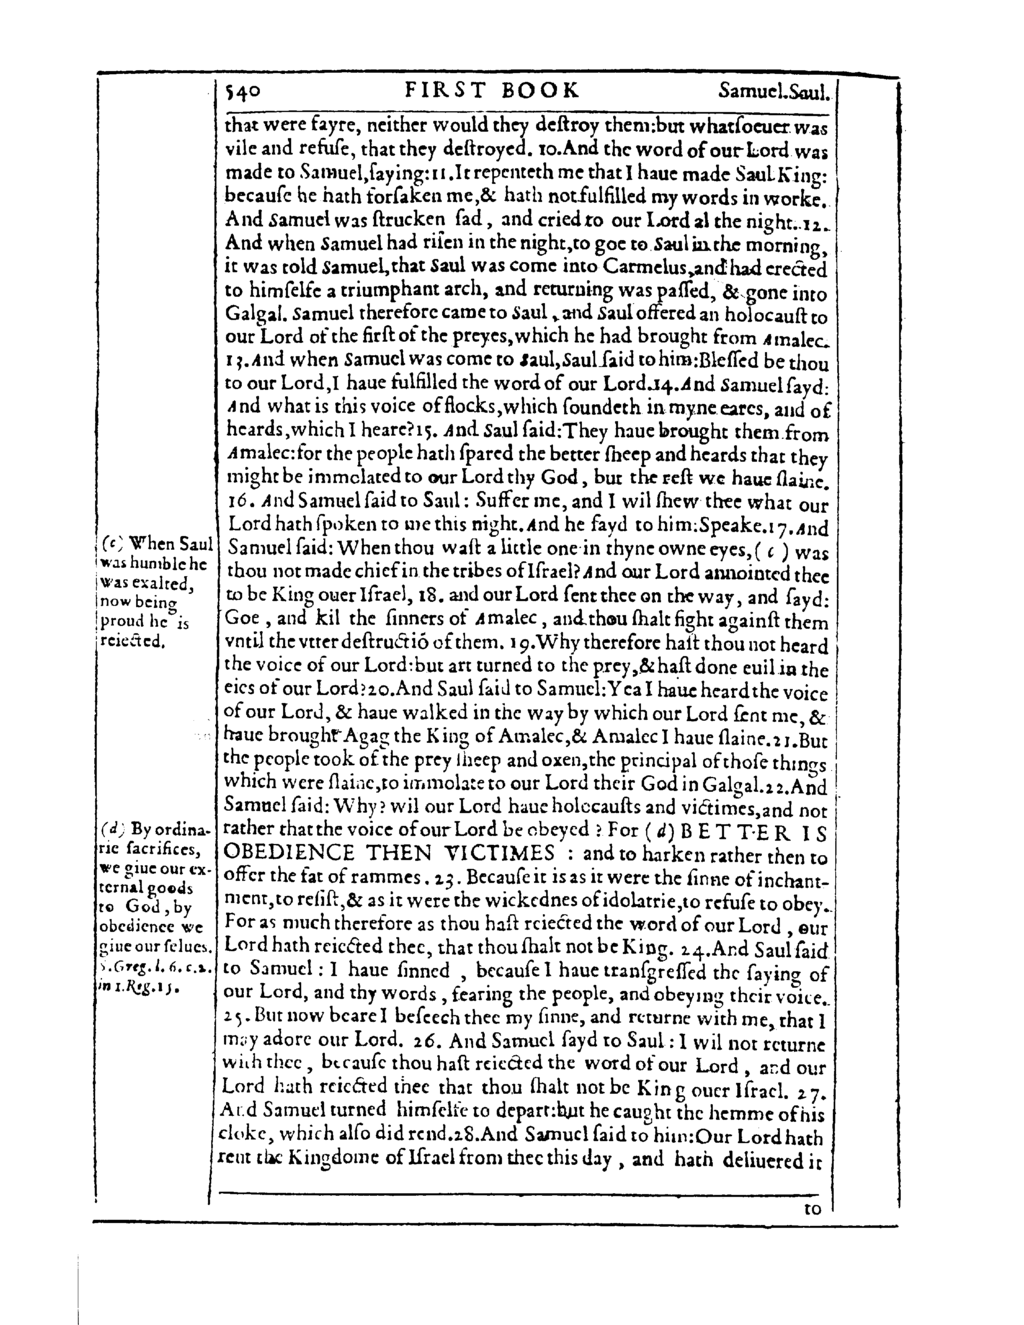 540 FIRST BOOK Samuel.Saul.
that were fayre, neither would they deſtroy them:but whatſoeuer was
vile and refuſe, that they deſtroyed. 10.And the word of our Lord was
made to Samuel,ſaying:11.It repenteth me that I haue made Saul King:
becauſe he hath forſaken me,& hath not fulfilled my words in worke.
And Samuel was ſtrucken ſad, and cried to our Lord al the night. 12.
And when Samuel had riſen in the night,to goe to Saul in the morning,
it was told Samuel,that Saul was come into Carmelus,and had erected
to himſelfe a triumphant arch, and returning was paſſed, & gone into
Galgal. Samuel therefore came to Saul, and Saul offered an holocauſt to
our Lord of the firſt of the preyes,which he had brought from Amalec.
13.And when Samuel was come to Saul,Saul ſaid to him:Bleſſed be thou
to our Lord,I haue fulfilled the word of our Lord.14.And Samuel ſayd:
And what is this voice of flocks,which ſoundeth in myne eares, and of
heards,which I heare?15. And Saul ſaid:They haue brought them from
Amalec:for the people hath ſpared the better ſheep and heards that they
might be immolated to our Lord thy God, but the reſt we haue ſlaine.
16. And Samuel ſaid to Saul: Suffer me, and I wil ſhew thee what our
Lord hath ſpoken to me this night. And he ſayd to him:Speake.17.And
Samuel ſaid: When thou waſt a little one in thyne owne eyes,(c) was
thou not made chief in the tribes of Iſrael? And our Lord annointed thee
to be King ouer Iſrael, 18. and our Lord ſent thee on the way, and ſayd:
Goe, and kil the ſinners of Amalec, and thou ſhalt fight againſt them
vntil the vtter deſtructiō of them. 19.Why therefore haſt thou not heard
the voice of our Lord:but art turned to the prey,&haſt done euil in the
eies of our Lord?20.And Saul ſaid to Samuel:Yea I haue heard the voice
of our Lord, & haue walked in the way by which our Lord ſent me, &
haue brought Agag the King of Amalec,& Amalec I haue ſlaine.21.But
the people took of the prey ſheep and oxen,the principal of thoſe things
which were ſlaine,to immolate to our Lord their God in Galgal.22.And
Samuel ſaid: Why? wil our Lord haue holocauſts and victimes,and not
rather that the voice of our Lord be obeyed? For (d) BETTER IS
OBEDIENCE THEN VICTIMES : and to harken rather then to
offer the fat of rammes. 23. Becauſe it is as it were the ſinne of inchant-
ment,to reſiſt,& as it were the wickednes of idolatrie,to refuſe to obey.
For as much therefore as thou haſt reiected the word of our Lord, our
Lord hath reiected thee, that thou ſhalt not be King. 24.And Saul ſaid
to Samuel: I haue ſinned, becauſe I haue tranſgreſſed the ſaying of
our Lord, and thy words, fearing the people, and obeying their voice.
25. But now beare I beſeech thee my ſinne, and returne with me, that I
may adore our Lord. 26. And Samuel ſayd to Saul: I wil not returne
with thee, becauſe thou haſt reiected the word of our Lord, and our
Lord hath reiected thee that thou ſhalt not be King ouer Iſrael. 27.
And Samuel turned himſelfe to depart:but he caught the hemme of his
cloke, which alſo did rend.28.And Samuel ſaid to him:Our Lord hath
rent the Kingdome of Iſrael from thee this day, and hath deliuered it
to
(c) When Saul
was humble he
was exalted,
now being
proud he is
reiected.
(d) By ordina-
rie ſacrifices,
we giue our ex-
ternal goods
to God, by
obedience we
giue our ſelues.
S.Greg. l. 6. c.2.
in 1.Reg.15.